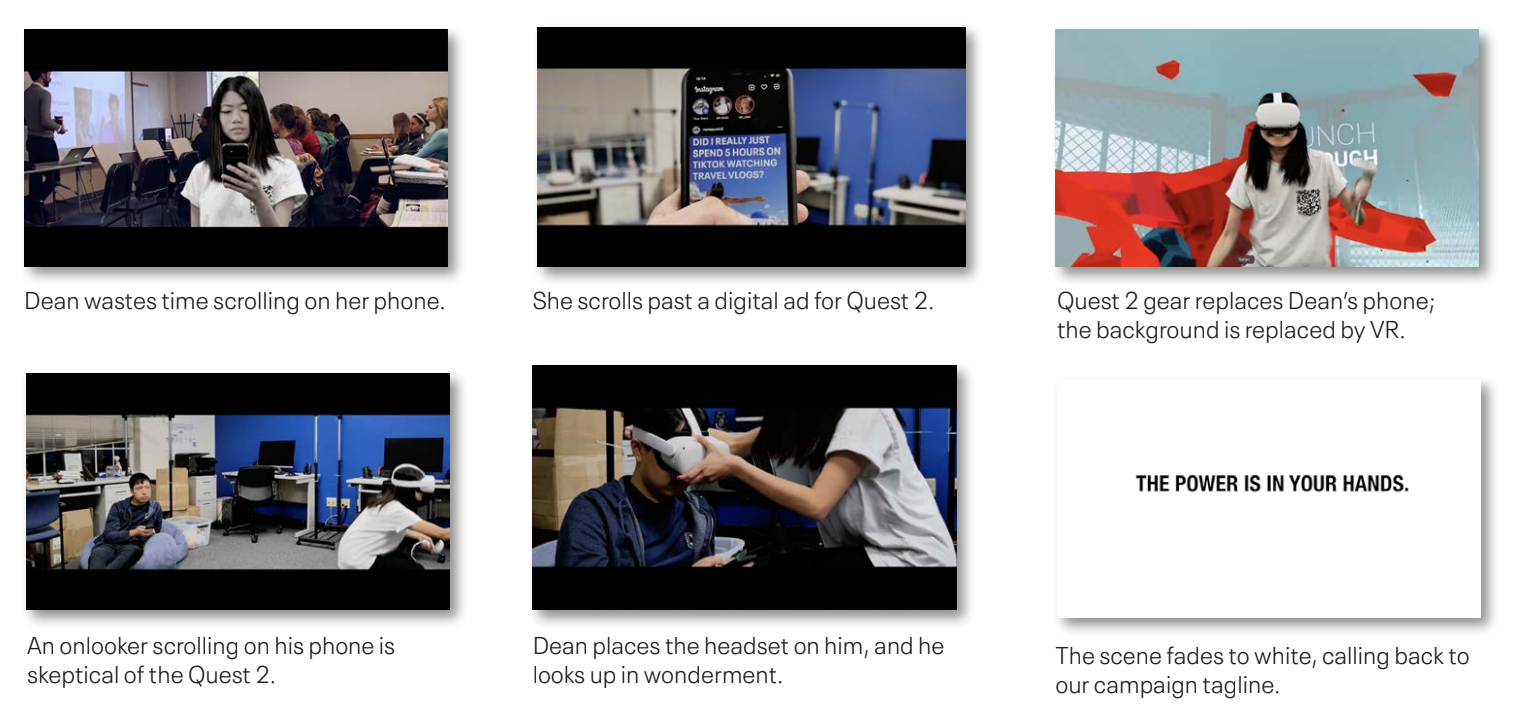 10:10
Instagram
DID I REALLY JUST
SPEND 5 HOURS ON
TIKTOK WATCHING
TRAVEL VLOGS?
UNCH
OUGH
Dean wastes time scrolling on her phone.
She scrolls past a digital ad for Quest 2.
Quest 2 gear replaces Dean’s phone;
the background is replaced by VR.
THE POWER IS IN YOUR HANDS.
An onlooker scrolling on his phone is
skeptical of the Quest 2.
Dean places the headset on him, and he
looks up in wonderment.
The scene fades to white, calling back to
our campaign tagline.